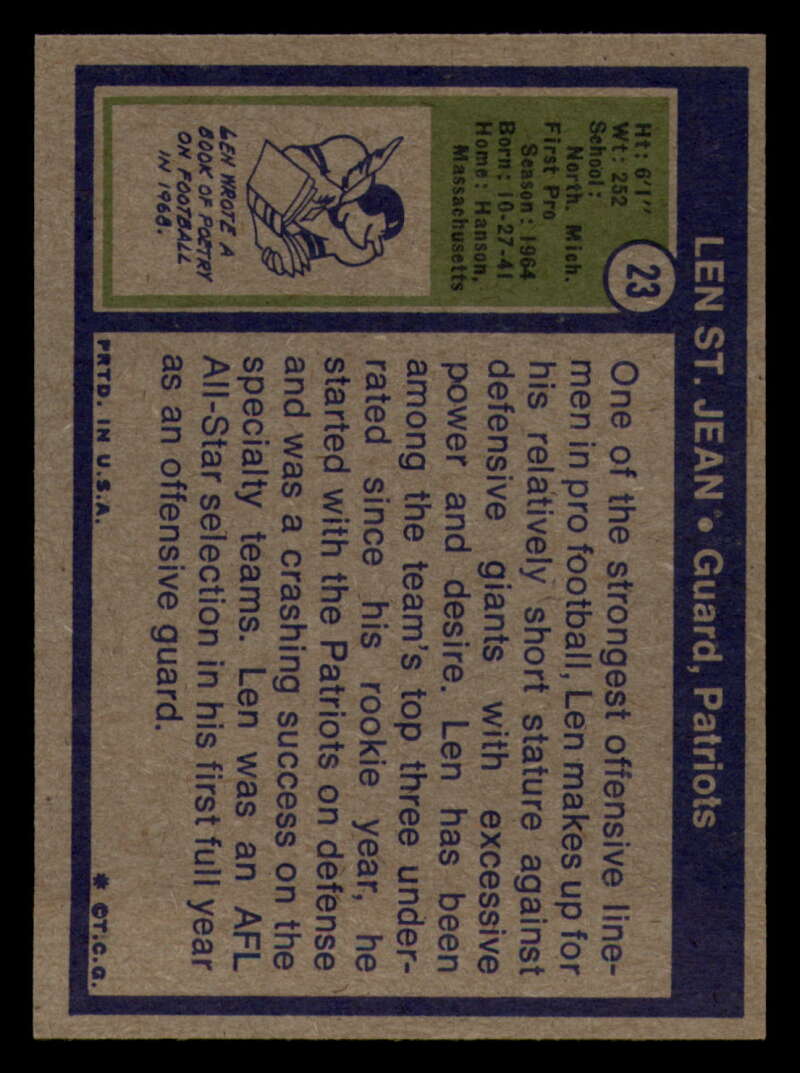 LEN ST. JEAN • Guard, Patriots
23
Ht: 6'1"
Wt: 252
School:
North. Mich.
First Pro
Season: 1964
Born: 10-27-41
Home: Hanson,
Massachusetts
LEN WROTE A
BOOK OF POETRY
ON FOOTBALL
IN 1968.
One of the strongest offensive line-
men in pro football, Len makes up for
his relatively short stature against
defensive giants with excessive
power and desire. Len has been
among the team's top three under-
rated since his rookie year, he
started with the Patriots on defense
and was a crashing success on the
specialty teams. Len was an AFL
All-Star selection in his first full year
as an offensive guard.
PRTD. IN U.S.A.
* ©T.C.G.